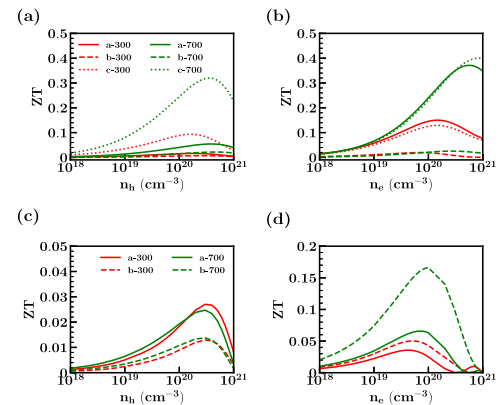 (a)
0.5
0.4
0.3
0.2
0.1
0
ZT
a-300
b-300
c-300
a-700
b-700
c-700
10^18
10^19
10^20
10^21
n_h (cm^−3)
(b)
0.5
0.4
0.3
0.2
0.1
0
ZT
10^18
10^19
10^20
10^21
n_e (cm^−3)
(c)
0.05
0.04
0.03
0.02
0.01
0.00
ZT
a-300
b-300
a-700
b-700
10^18
10^19
10^20
10^21
n_h (cm^−3)
(d)
0.2
0.15
0.1
0.05
0
ZT
10^18
10^19
10^20
10^21
n_e (cm^−3)